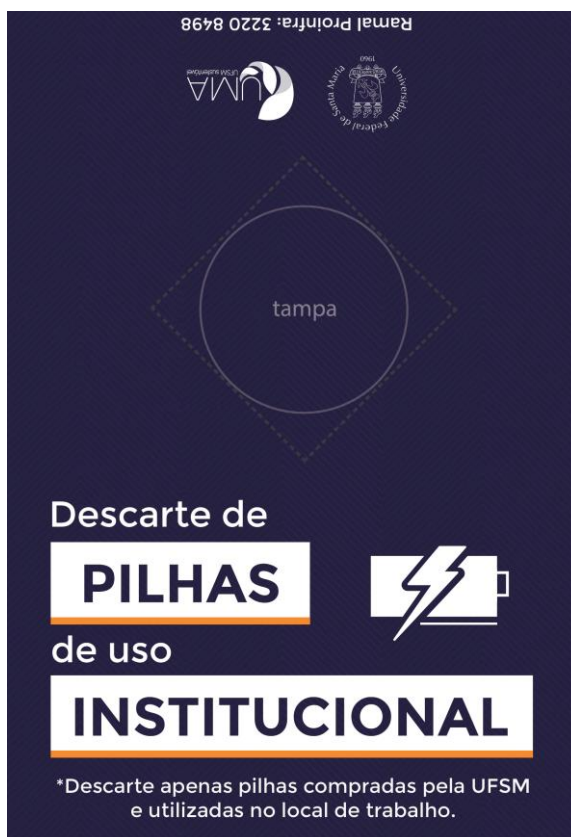 Ramal Proinfra: 3220 8498
UMA
UFSM sustentável
Universidade Federal de Santa Maria
1960
tampa
Descarte de
PILHAS
de uso
INSTITUCIONAL
*Descarte apenas pilhas compradas pela UFSM
e utilizadas no local de trabalho.